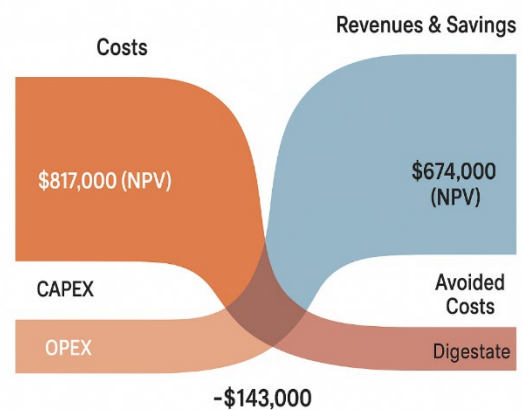 Costs
Revenues & Savings
$817,000 (NPV)
$674,000
(NPV)
CAPEX
Avoided
Costs
OPEX
Digestate
-$143,000